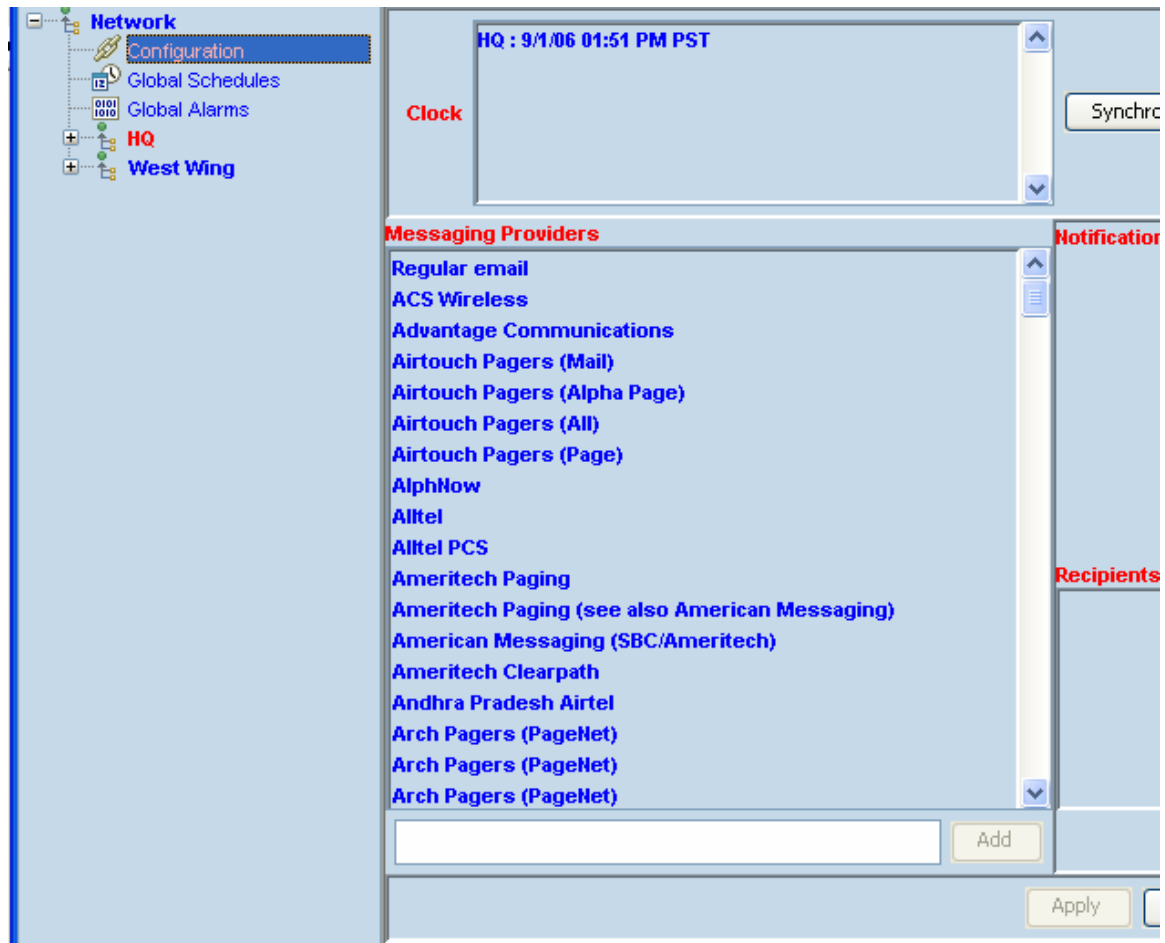 Network
Configuration
Global Schedules
Global Alarms
HQ
West Wing
Clock
HQ : 9/1/06 01:51 PM PST
Synchro
Messaging Providers
Regular email
ACS Wireless
Advantage Communications
Airtouch Pagers (Mail)
Airtouch Pagers (Alpha Page)
Airtouch Pagers (All)
Airtouch Pagers (Page)
AlphNow
Alltel
Alltel PCS
Ameritech Paging
Ameritech Paging (see also American Messaging)
American Messaging (SBC/Ameritech)
Ameritech Clearpath
Andhra Pradesh Airtel
Arch Pagers (PageNet)
Arch Pagers (PageNet)
Arch Pagers (PageNet)
Add
Notification
Recipients
Apply